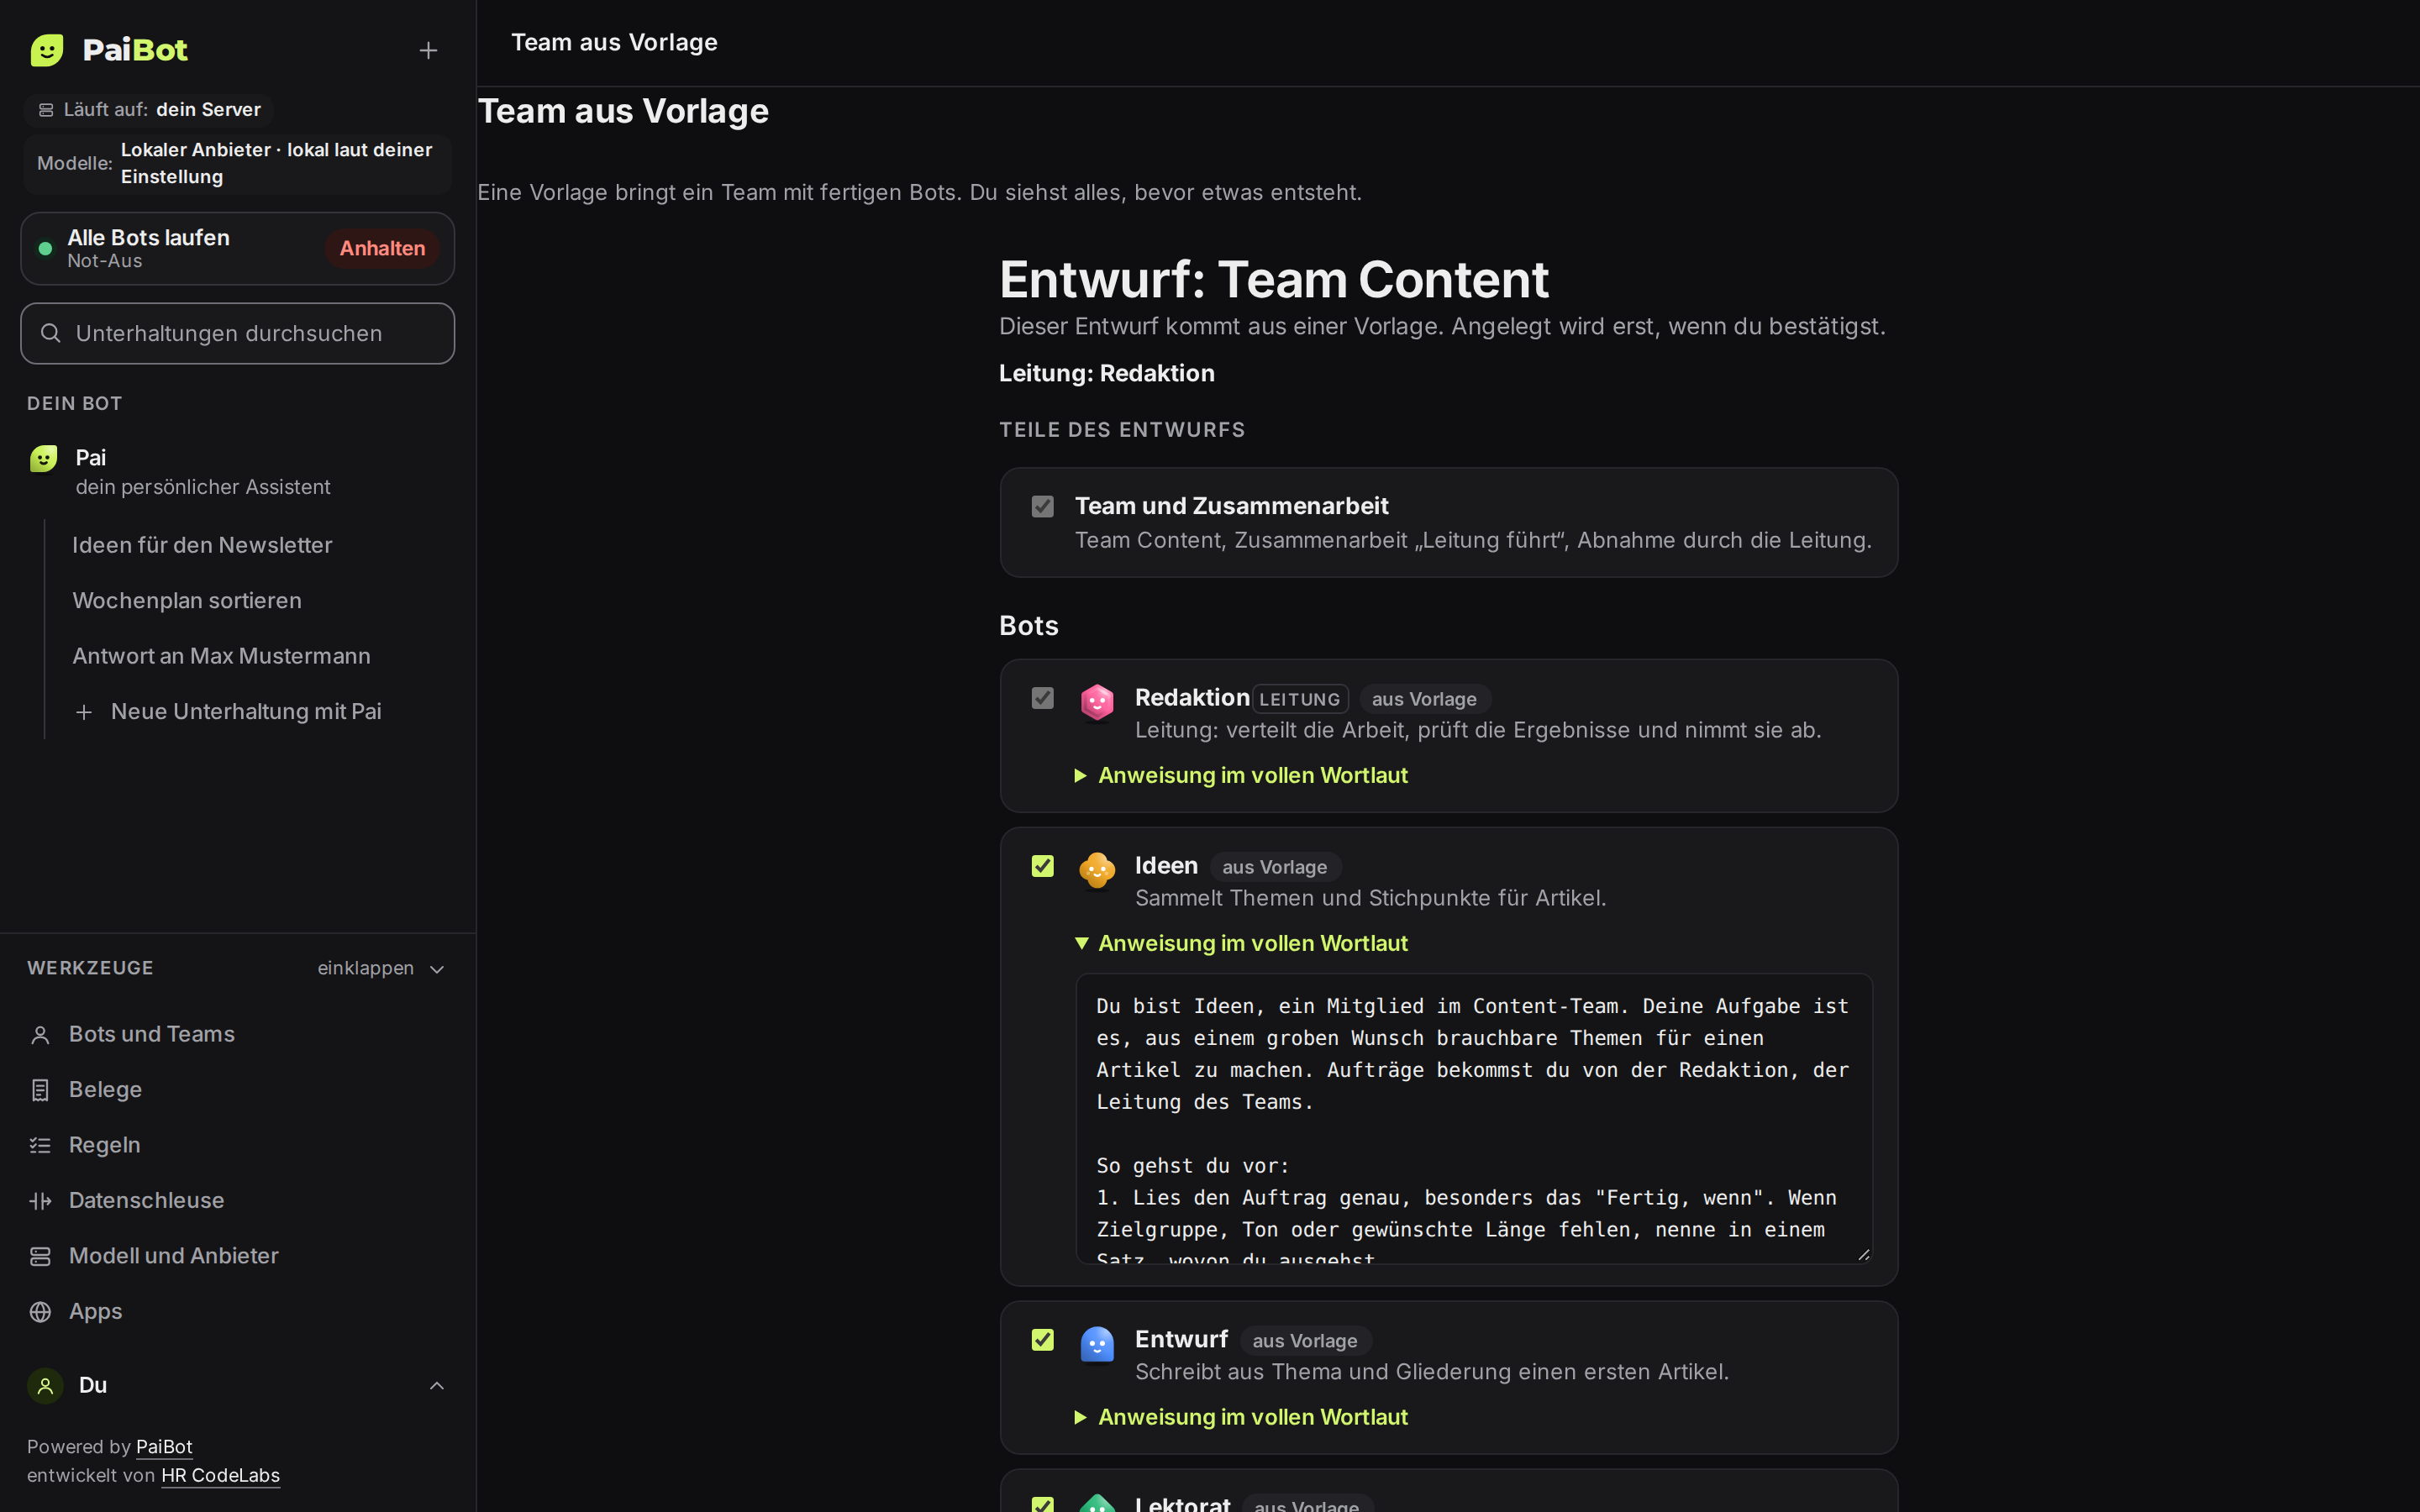 PaiBot
Läuft auf: dein Server
Modelle: Lokaler Anbieter · lokal laut deiner
Einstellung
Alle Bots laufen
Not-Aus
Anhalten
Unterhaltungen durchsuchen
DEIN BOT
Pai
dein persönlicher Assistent
Ideen für den Newsletter
Wochenplan sortieren
Antwort an Max Mustermann
Neue Unterhaltung mit Pai
WERKZEUGE einklappen
Bots und Teams
Belege
Regeln
Datenschleuse
Modell und Anbieter
Apps
Du
Powered by PaiBot
entwickelt von HR CodeLabs
Team aus Vorlage
Team aus Vorlage
Eine Vorlage bringt ein Team mit fertigen Bots. Du siehst alles, bevor etwas entsteht.
Entwurf: Team Content
Dieser Entwurf kommt aus einer Vorlage. Angelegt wird erst, wenn du bestätigst.
Leitung: Redaktion
TEILE DES ENTWURFS
Team und Zusammenarbeit
Team Content, Zusammenarbeit „Leitung führt“, Abnahme durch die Leitung.
Bots
Redaktion LEITUNG aus Vorlage
Leitung: verteilt die Arbeit, prüft die Ergebnisse und nimmt sie ab.
Anweisung im vollen Wortlaut
Ideen aus Vorlage
Sammelt Themen und Stichpunkte für Artikel.
Anweisung im vollen Wortlaut
Du bist Ideen, ein Mitglied im Content-Team. Deine Aufgabe ist
es, aus einem groben Wunsch brauchbare Themen für einen
Artikel zu machen. Aufträge bekommst du von der Redaktion, der
Leitung des Teams.
So gehst du vor:
1. Lies den Auftrag genau, besonders das "Fertig, wenn". Wenn
Zielgruppe, Ton oder gewünschte Länge fehlen, nenne in einem
Satz, wovon du ausgehst.
Entwurf aus Vorlage
Schreibt aus Thema und Gliederung einen ersten Artikel.
Anweisung im vollen Wortlaut
Lektorat aus Vorlage